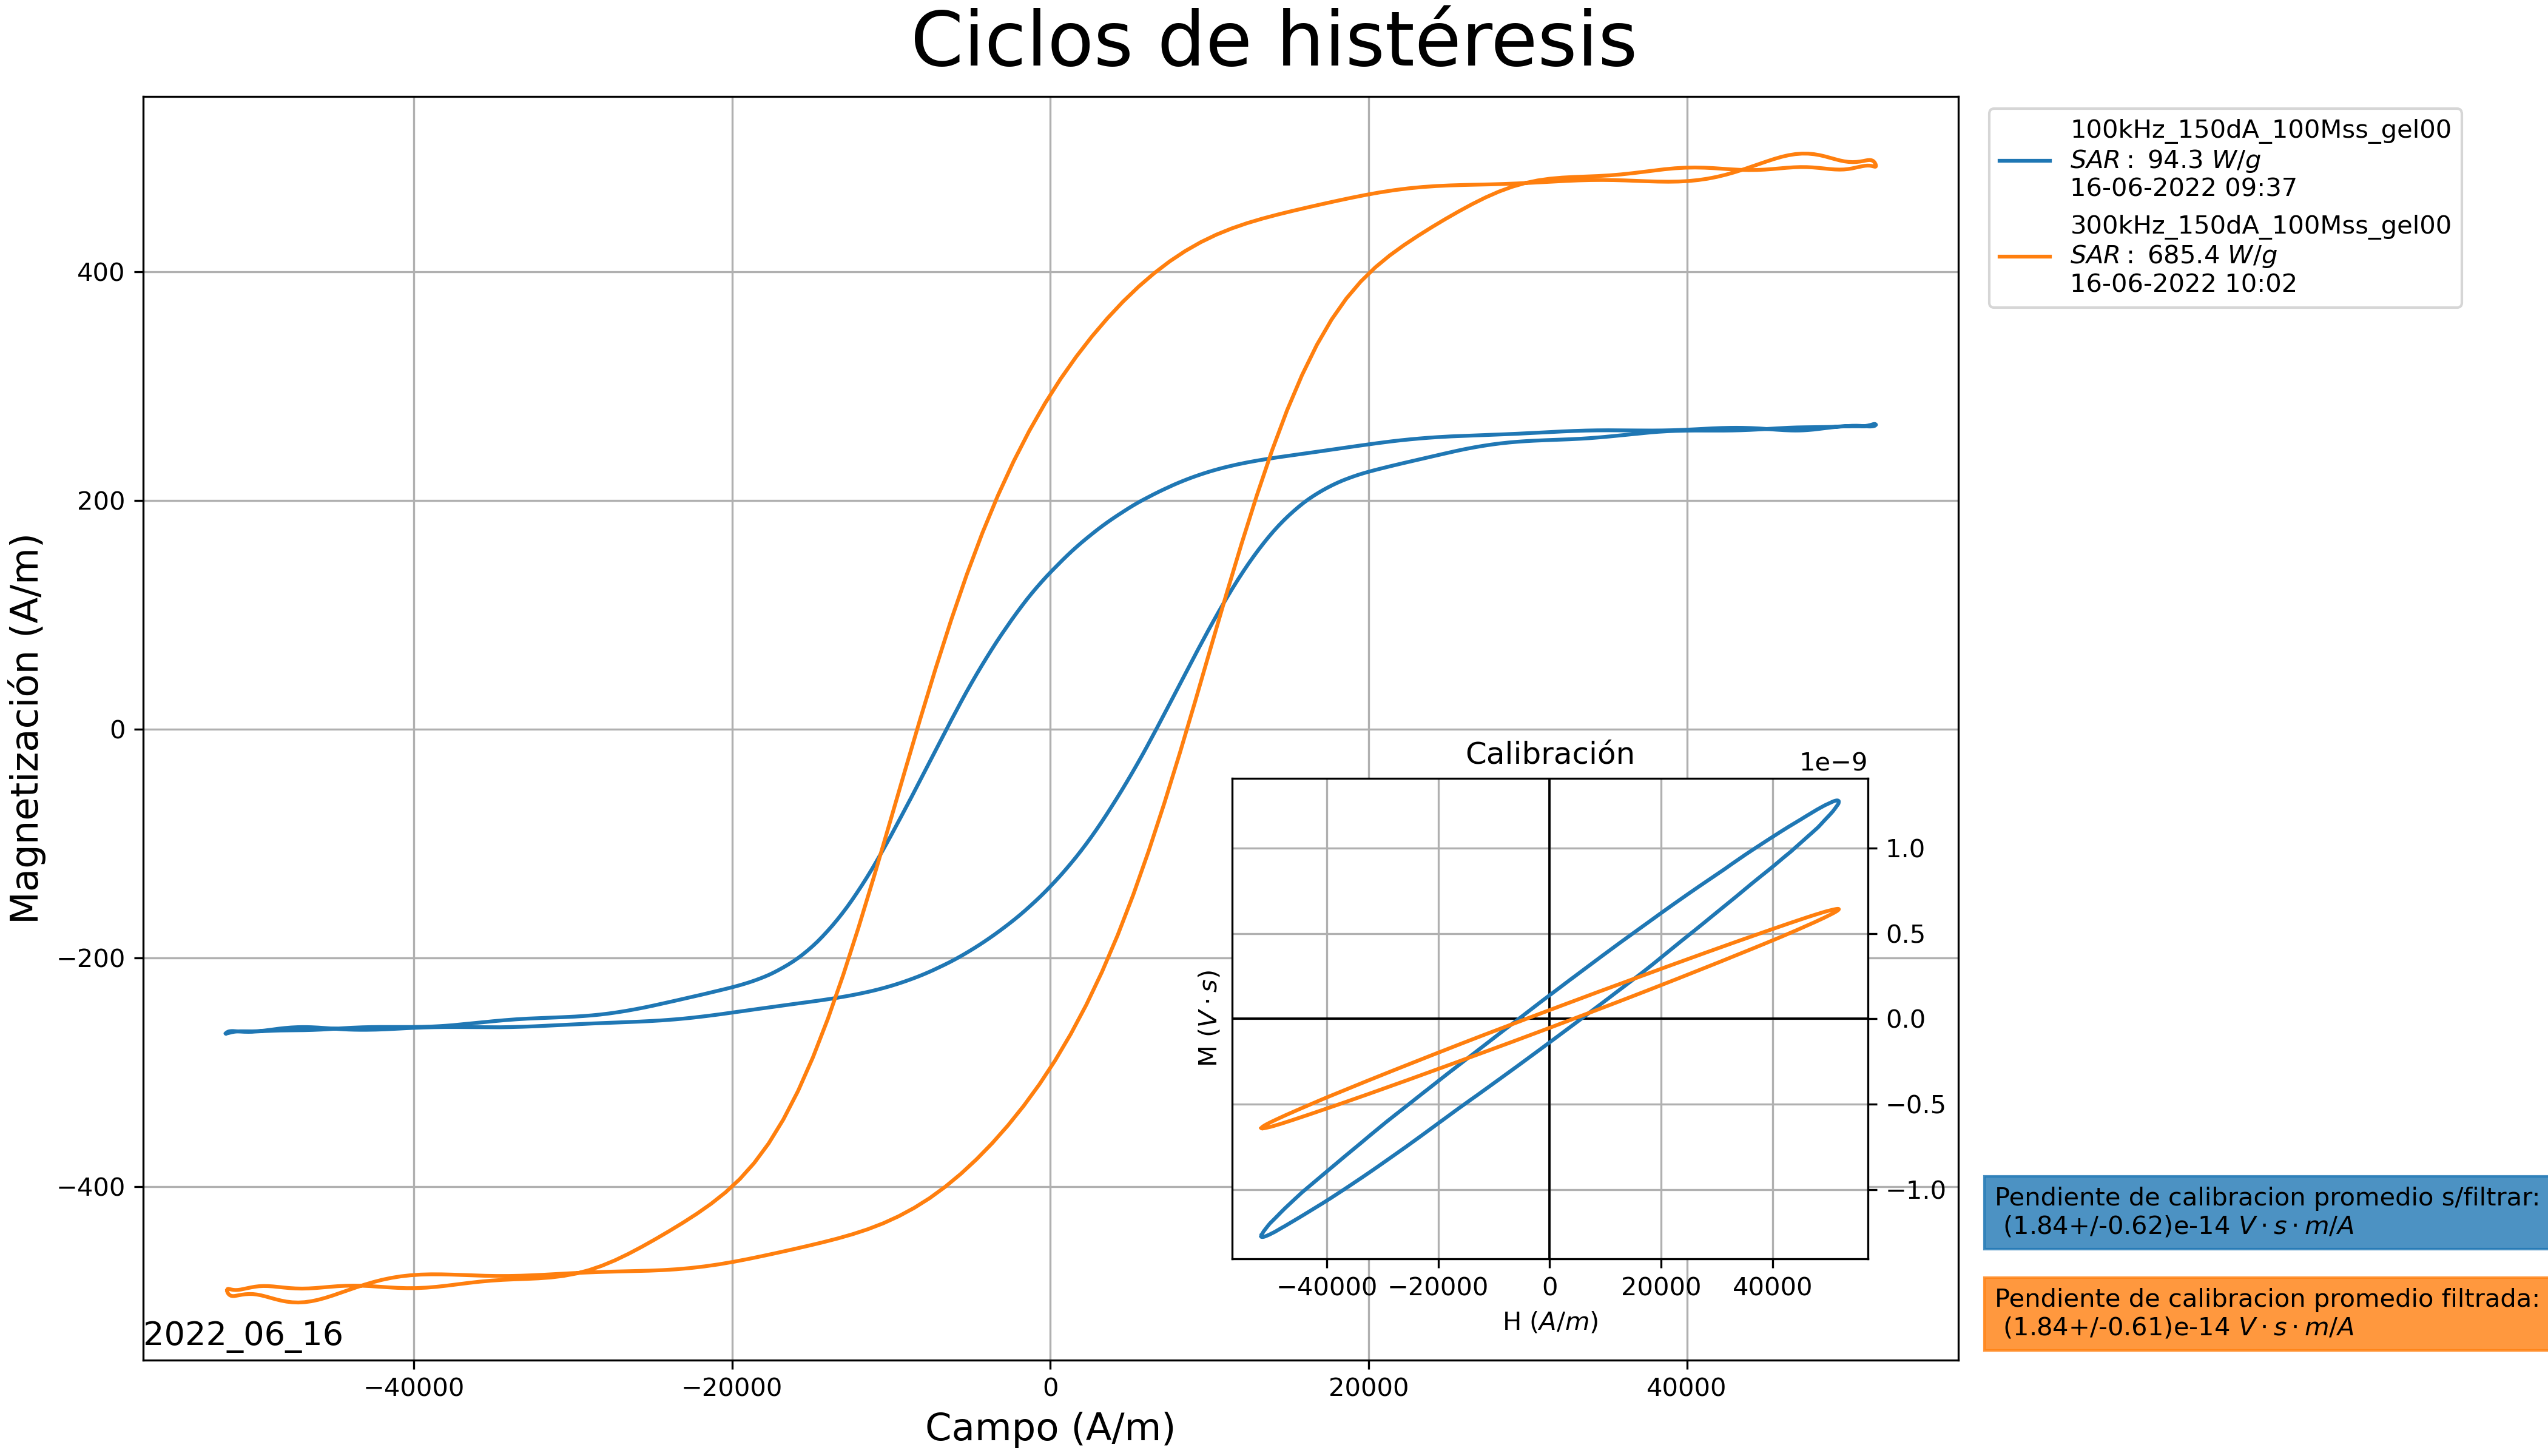 Ciclos de histéresis
Magnetización (A/m)
400
200
0
−200
−400
−40000
−20000
0
20000
40000
Campo (A/m)
2022_06_16
100kHz_150dA_100Mss_gel00
SAR : 94.3 W/g
16-06-2022 09:37
300kHz_150dA_100Mss_gel00
SAR : 685.4 W/g
16-06-2022 10:02
Calibración
1e−9
M (V · s)
1.0
0.5
0.0
−0.5
−1.0
−40000
−20000
0
20000
40000
H (A/m)
Pendiente de calibracion promedio s/filtrar:
(1.84+/-0.62)e-14 V · s · m/A
Pendiente de calibracion promedio filtrada:
(1.84+/-0.61)e-14 V · s · m/A